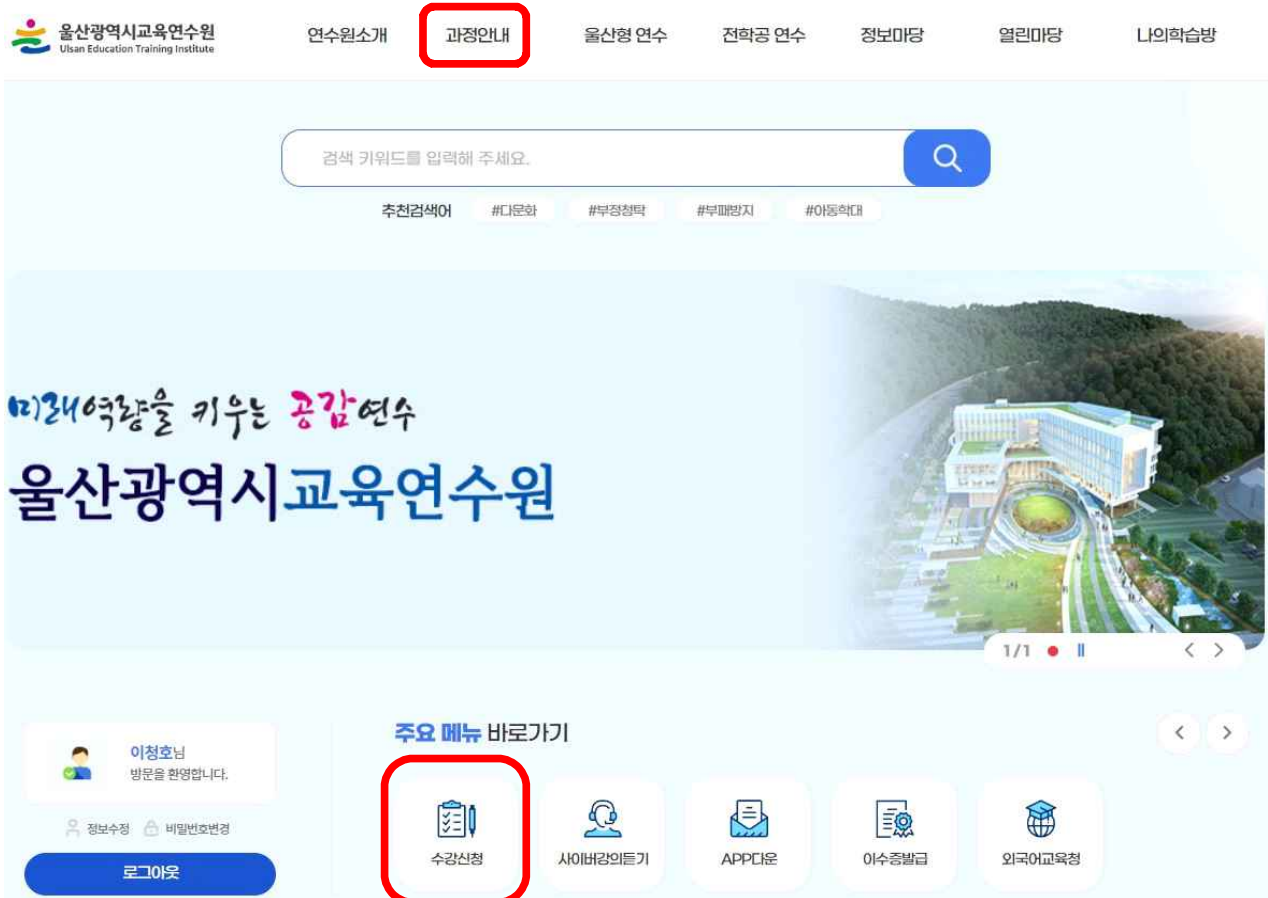 울산광역시교육연수원
Ulsan Education Training Institute
연수원소개 과정안내 울산형 연수 전학공 연수 정보마당 열린마당 나의학습방
검색 키워드를 입력해 주세요.
추천검색어 #다문화 #부정청탁 #부패방지 #아동학대
미래역량을 키우는 공감연수
울산광역시교육연수원
1/1
주요 메뉴 바로가기
이청호님
방문을 환영합니다.
정보수정 비밀번호변경
로그아웃
수강신청 사이버강의듣기 APP다운 이수증발급 외국어교육청